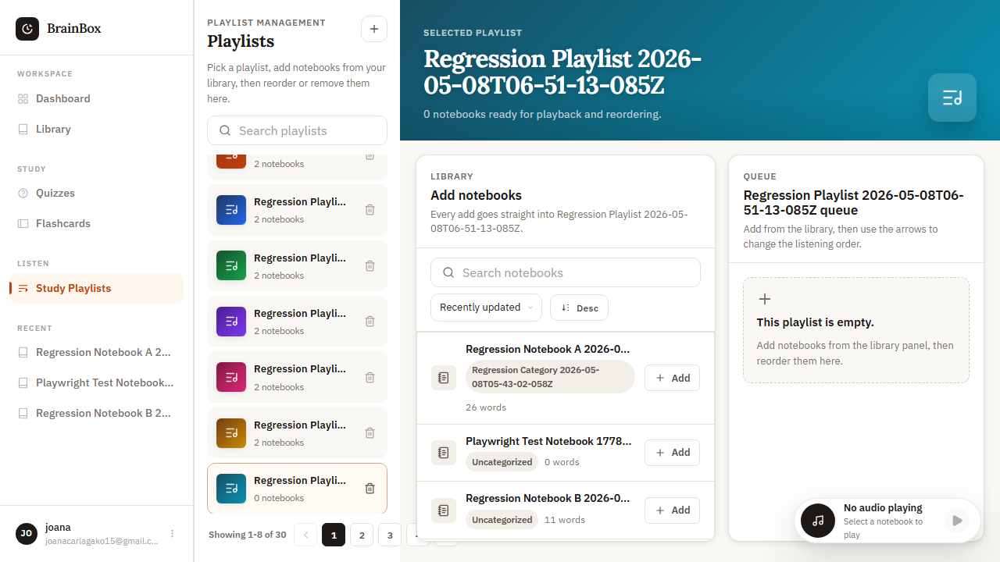 BrainBox
WORKSPACE
Dashboard
Library
STUDY
Quizzes
Flashcards
LISTEN
Study Playlists
RECENT
Regression Notebook A 2...
Playwright Test Notebook...
Regression Notebook B 2...
JO
joana
joanacarlagako15@gmail.c...
PLAYLIST MANAGEMENT
Playlists
Pick a playlist, add notebooks from your
library, then reorder or remove them
here.
Search playlists
2 notebooks
Regression Playli...
2 notebooks
Regression Playli...
2 notebooks
Regression Playli...
2 notebooks
Regression Playli...
2 notebooks
Regression Playli...
2 notebooks
Regression Playli...
0 notebooks
Showing 1-8 of 30
1
2
3
SELECTED PLAYLIST
Regression Playlist 2026-
05-08T06-51-13-085Z
0 notebooks ready for playback and reordering.
LIBRARY
Add notebooks
Every add goes straight into Regression Playlist 2026-05-
08T06-51-13-085Z.
Search notebooks
Recently updated
Desc
Regression Notebook A 2026-0...
Regression Category 2026-05-
08T05-43-02-058Z
26 words
Add
Playwright Test Notebook 1778...
Uncategorized
0 words
Add
Regression Notebook B 2026-0...
Uncategorized
11 words
Add
QUEUE
Regression Playlist 2026-05-08T06-
51-13-085Z queue
Add from the library, then use the arrows to
change the listening order.
This playlist is empty.
Add notebooks from the library panel, then
reorder them here.
No audio playing
Select a notebook to
play